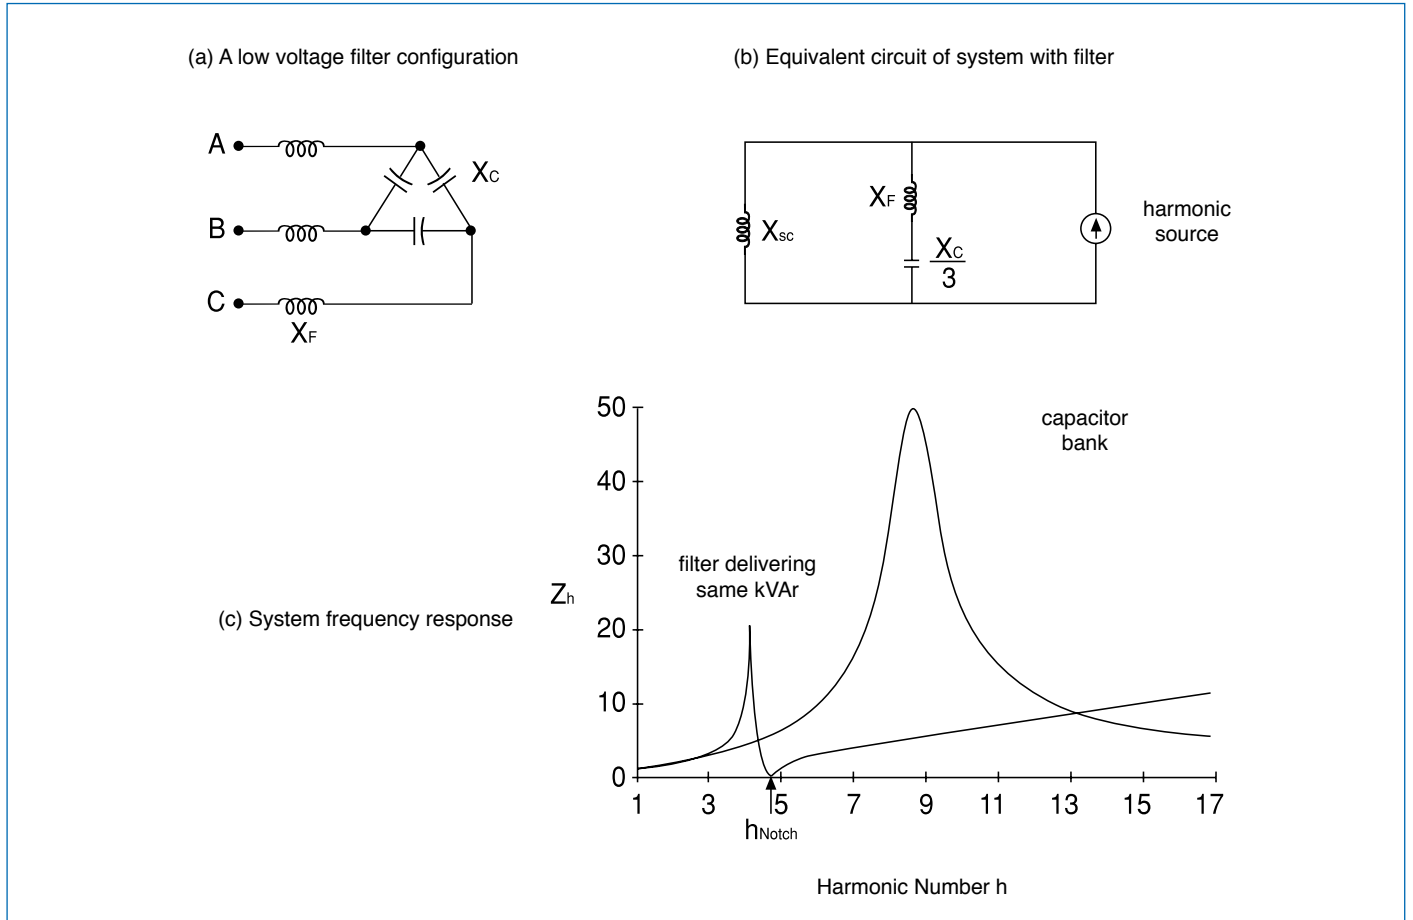 (a) A low voltage filter configuration
(b) Equivalent circuit of system with filter
A
XC
B
C
XF
Xsc
XF
XC
3
harmonic
source
(c) System frequency response
Zh
50
40
30
20
10
0
filter delivering
same kVAr
capacitor
bank
1 3 5 7 9 11 13 15 17
hNotch
Harmonic Number h